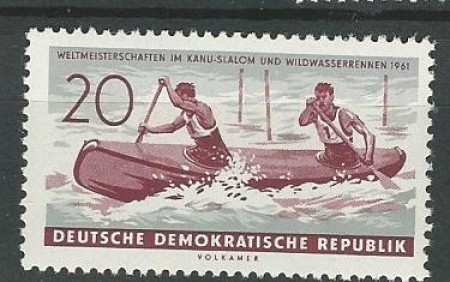 WELTMEISTERSCHAFTEN IM KANU-SLALOM UND WILDWASSERRENNEN 1961
20
DEUTSCHE DEMOKRATISCHE REPUBLIK
VOLKAMER